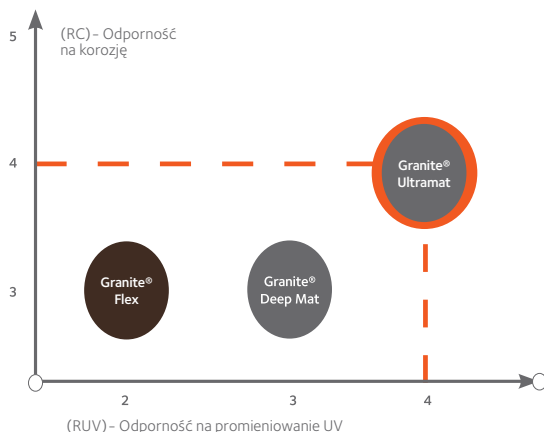 5
(RC) - Odporność
na korozję
4
Granite®
Ultramat
3
Granite®
Flex
Granite®
Deep Mat
2
3
4
(RUV) - Odporność na promieniowanie UV